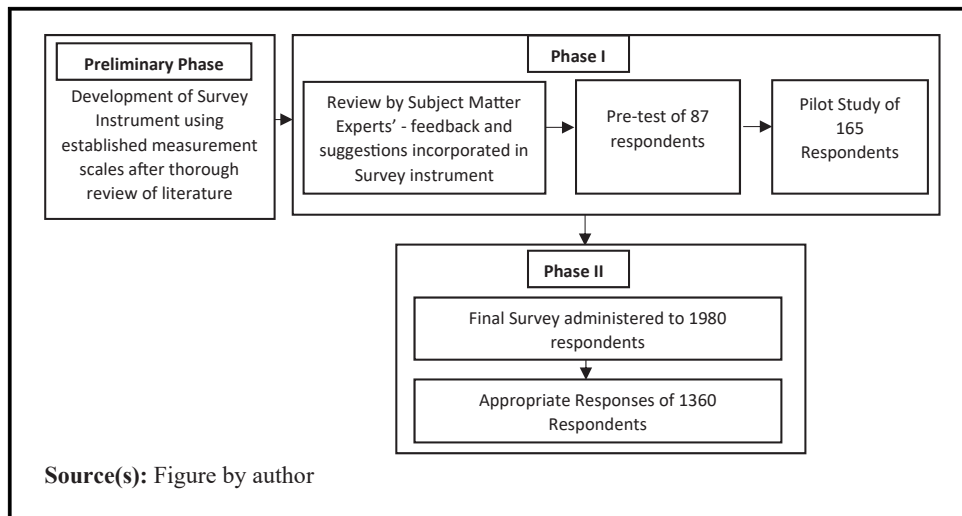 Preliminary Phase
Development of Survey
Instrument using
established measurement
scales after thorough
review of literature
Phase I
Review by Subject Matter
Experts’ - feedback and
suggestions incorporated in
Survey instrument
Pre-test of 87
respondents
Pilot Study of
165
Respondents
Phase II
Final Survey administered to 1980
respondents
Appropriate Responses of 1360
Respondents
Source(s): Figure by author